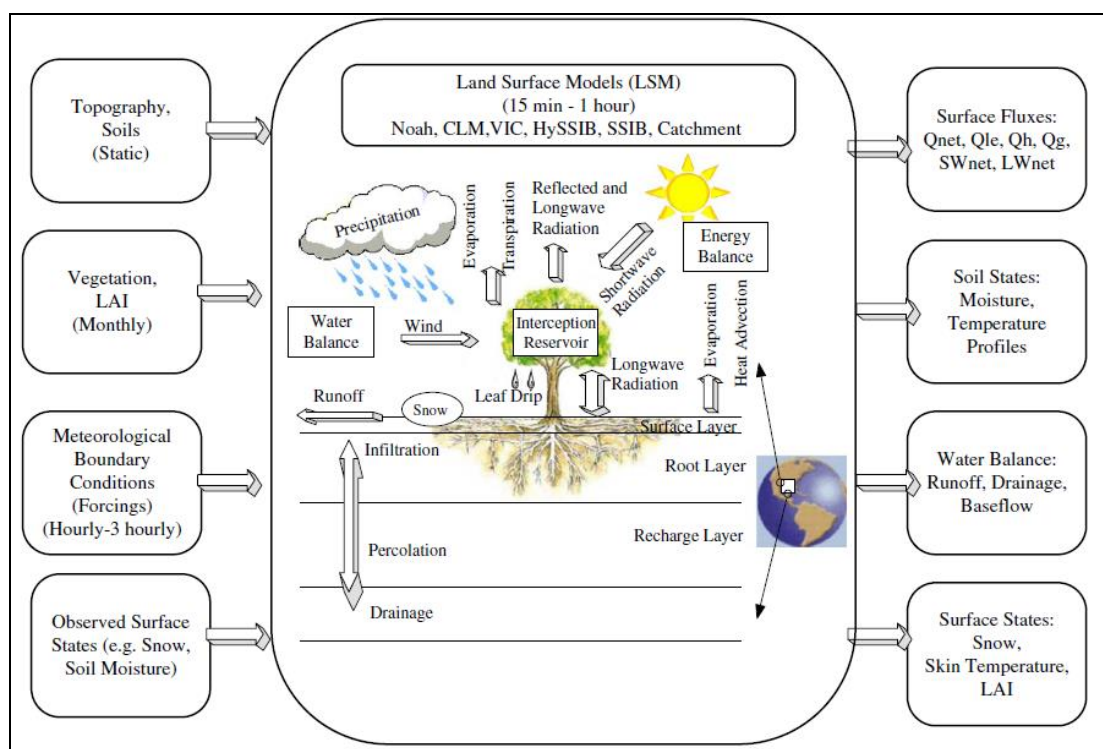 Topography,
Soils
(Static)
Vegetation,
LAI
(Monthly)
Meteorological
Boundary
Conditions
(Forcings)
(Hourly-3 hourly)
Observed Surface
States (e.g. Snow,
Soil Moisture)
Land Surface Models (LSM)
(15 min - 1 hour)
Noah, CLM,VIC, HySSIB, SSIB, Catchment
Precipitation
Evaporation
Transpiration
Reflected and
Longwave
Radiation
Shortwave
Radiation
Energy
Balance
Water
Balance
Wind
Interception
Reservoir
Evaporation
Heat Advection
Longwave
Radiation
Leaf Drip
Runoff
Snow
Surface Layer
Infiltration
Root Layer
Percolation
Recharge Layer
Drainage
Surface Fluxes:
Qnet, Qle, Qh, Qg,
SWnet, LWnet
Soil States:
Moisture,
Temperature
Profiles
Water Balance:
Runoff, Drainage,
Baseflow
Surface States:
Snow,
Skin Temperature,
LAI